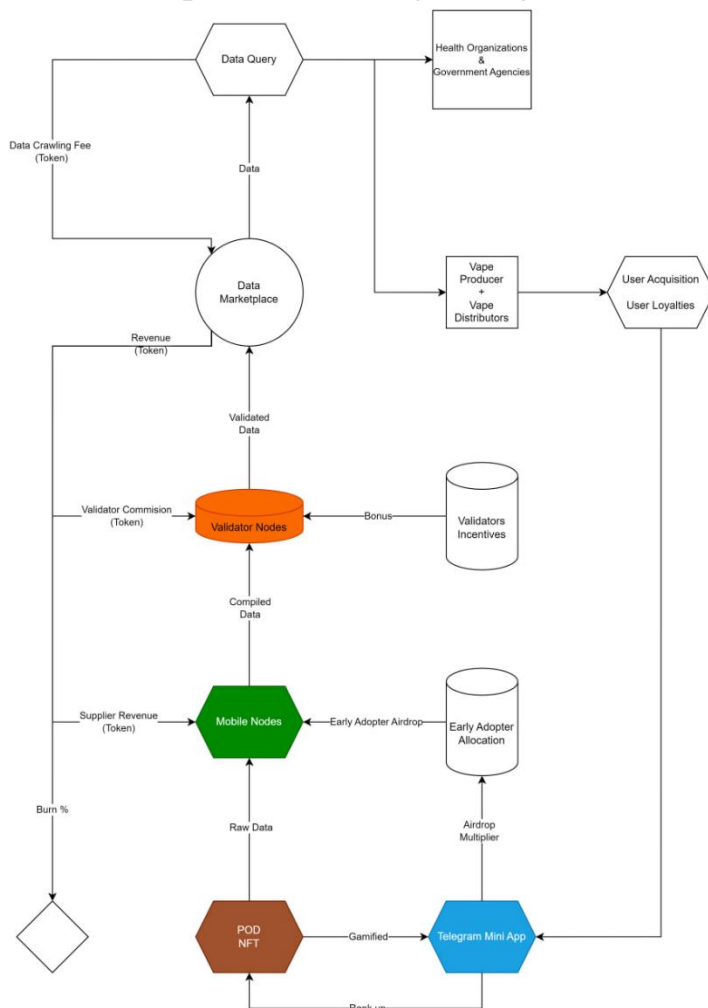 Data Query
Health Organizations
&
Government Agencies
Data Crawling Fee
(Token)
Data
Data
Marketplace
Vape
Producer
+
Vape
Distributors
User Acquisition
User Loyalties
Revenue
(Token)
Validated
Data
Validator Commision
(Token)
Validator Nodes
Bonus
Validators
Incentives
Compiled
Data
Supplier Revenue
(Token)
Mobile Nodes
Early Adopter Airdrop
Early Adopter
Allocation
Burn %
Raw Data
Airdrop
Multiplier
POD
NFT
Gamified
Telegram Mini App
Rank up